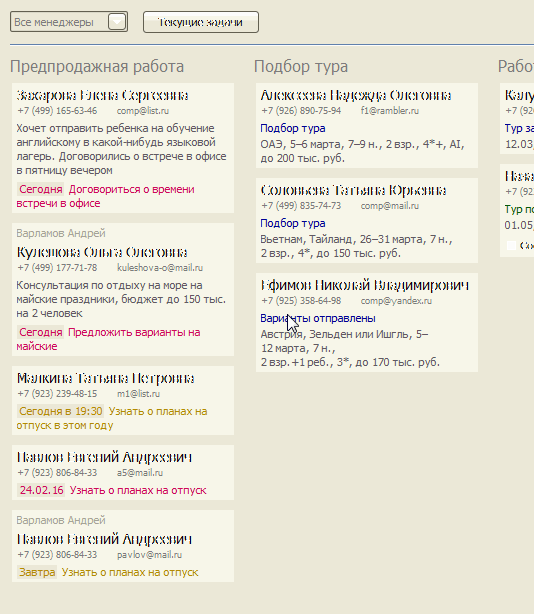 Все менеджеры
Текущие задачи
Предпродажная работа
Захарова Елена Сергеевна
+7 (499) 165-63-46 comp@list.ru
Хочет отправить ребенка на обучение
английскому в какой-нибудь языковой
лагерь. Договорились о встрече в офисе
в пятницу вечером
Сегодня Договориться о времени
встречи в офисе
Варламов Андрей
Кулешова Ольга Олеговна
+7 (499) 177-71-78 kuleshova-o@mail.ru
Консультация по отдыху на море на
майские праздники, бюджет до 150 тыс.
на 2 человек
Сегодня Предложить варианты на
майские
Малкина Татьяна Петровна
+7 (923) 239-48-15 m1@list.ru
Сегодня в 19:30 Узнать о планах на
отпуск в этом году
Павлов Евгений Андреевич
+7 (923) 806-84-33 a5@mail.ru
24.02.16 Узнать о планах на отпуск
Варламов Андрей
Павлов Евгений Андреевич
+7 (923) 806-84-33 pavlov@mail.ru
Завтра Узнать о планах на отпуск
Подбор тура
Алексеева Надежда Олеговна
+7 (926) 890-75-94 f1@rambler.ru
Подбор тура
ОАЭ, 5–6 марта, 7–9 н., 2 взр., 4*+, AI,
до 200 тыс. руб.
Соловьева Татьяна Юрьевна
+7 (499) 835-74-73 comp@mail.ru
Подбор тура
Вьетнам, Тайланд, 26–31 марта, 7 н.,
2 взр., 4*, до 150 тыс. руб.
Ефимов Николай Владимирович
+7 (925) 358-64-98 comp@yandex.ru
Варианты отправлены
Австрия, Зельден или Ишгль, 5–
12 марта, 7 н.,
2 взр.+1 реб., 3*, до 170 тыс. руб.
Рабо
Калу
+7 (926
Тур за
12.03,
Наза
+7 (92
Тур по
01.05,
Со